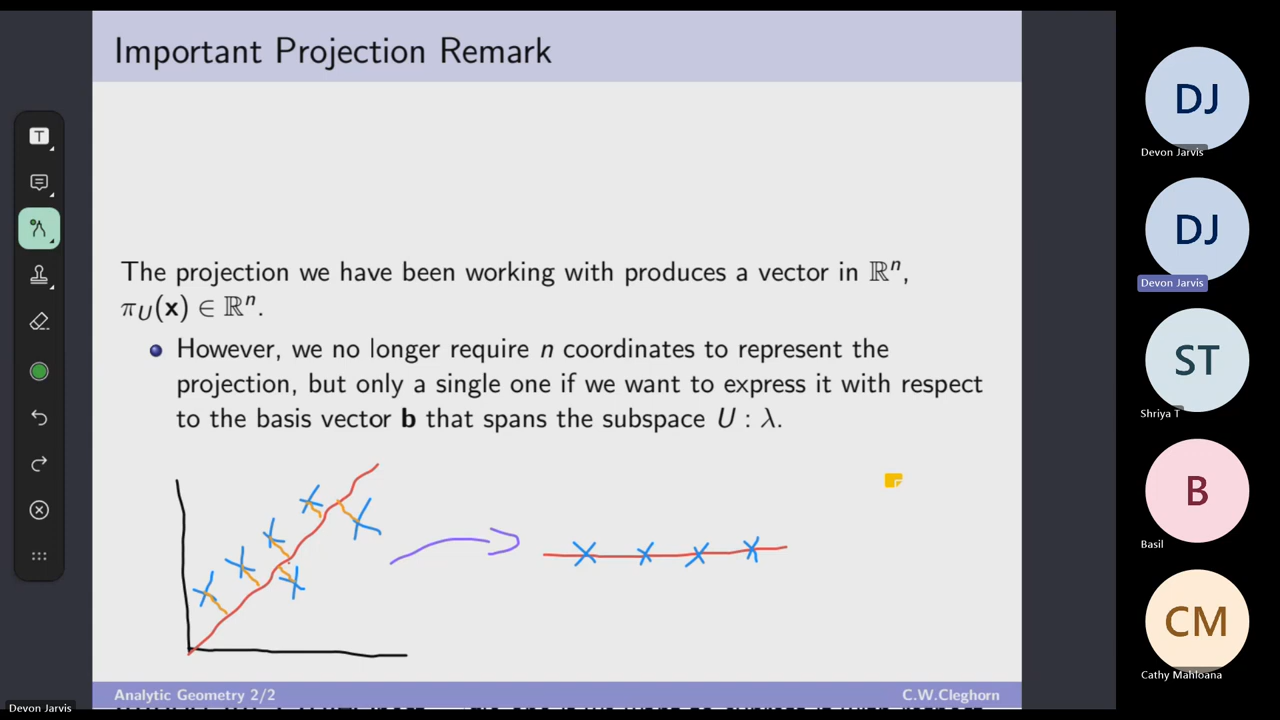 Important Projection Remark
The projection we have been working with produces a vector in ℝⁿ,
π_U(x) ∈ ℝⁿ.
However, we no longer require n coordinates to represent the
projection, but only a single one if we want to express it with respect
to the basis vector b that spans the subspace U : λ.
Analytic Geometry 2/2
C.W.Cleghorn
T
DJ
Devon Jarvis
DJ
Devon Jarvis
ST
Shriya T
B
Basil
CM
Cathy Mahloana
Devon Jarvis